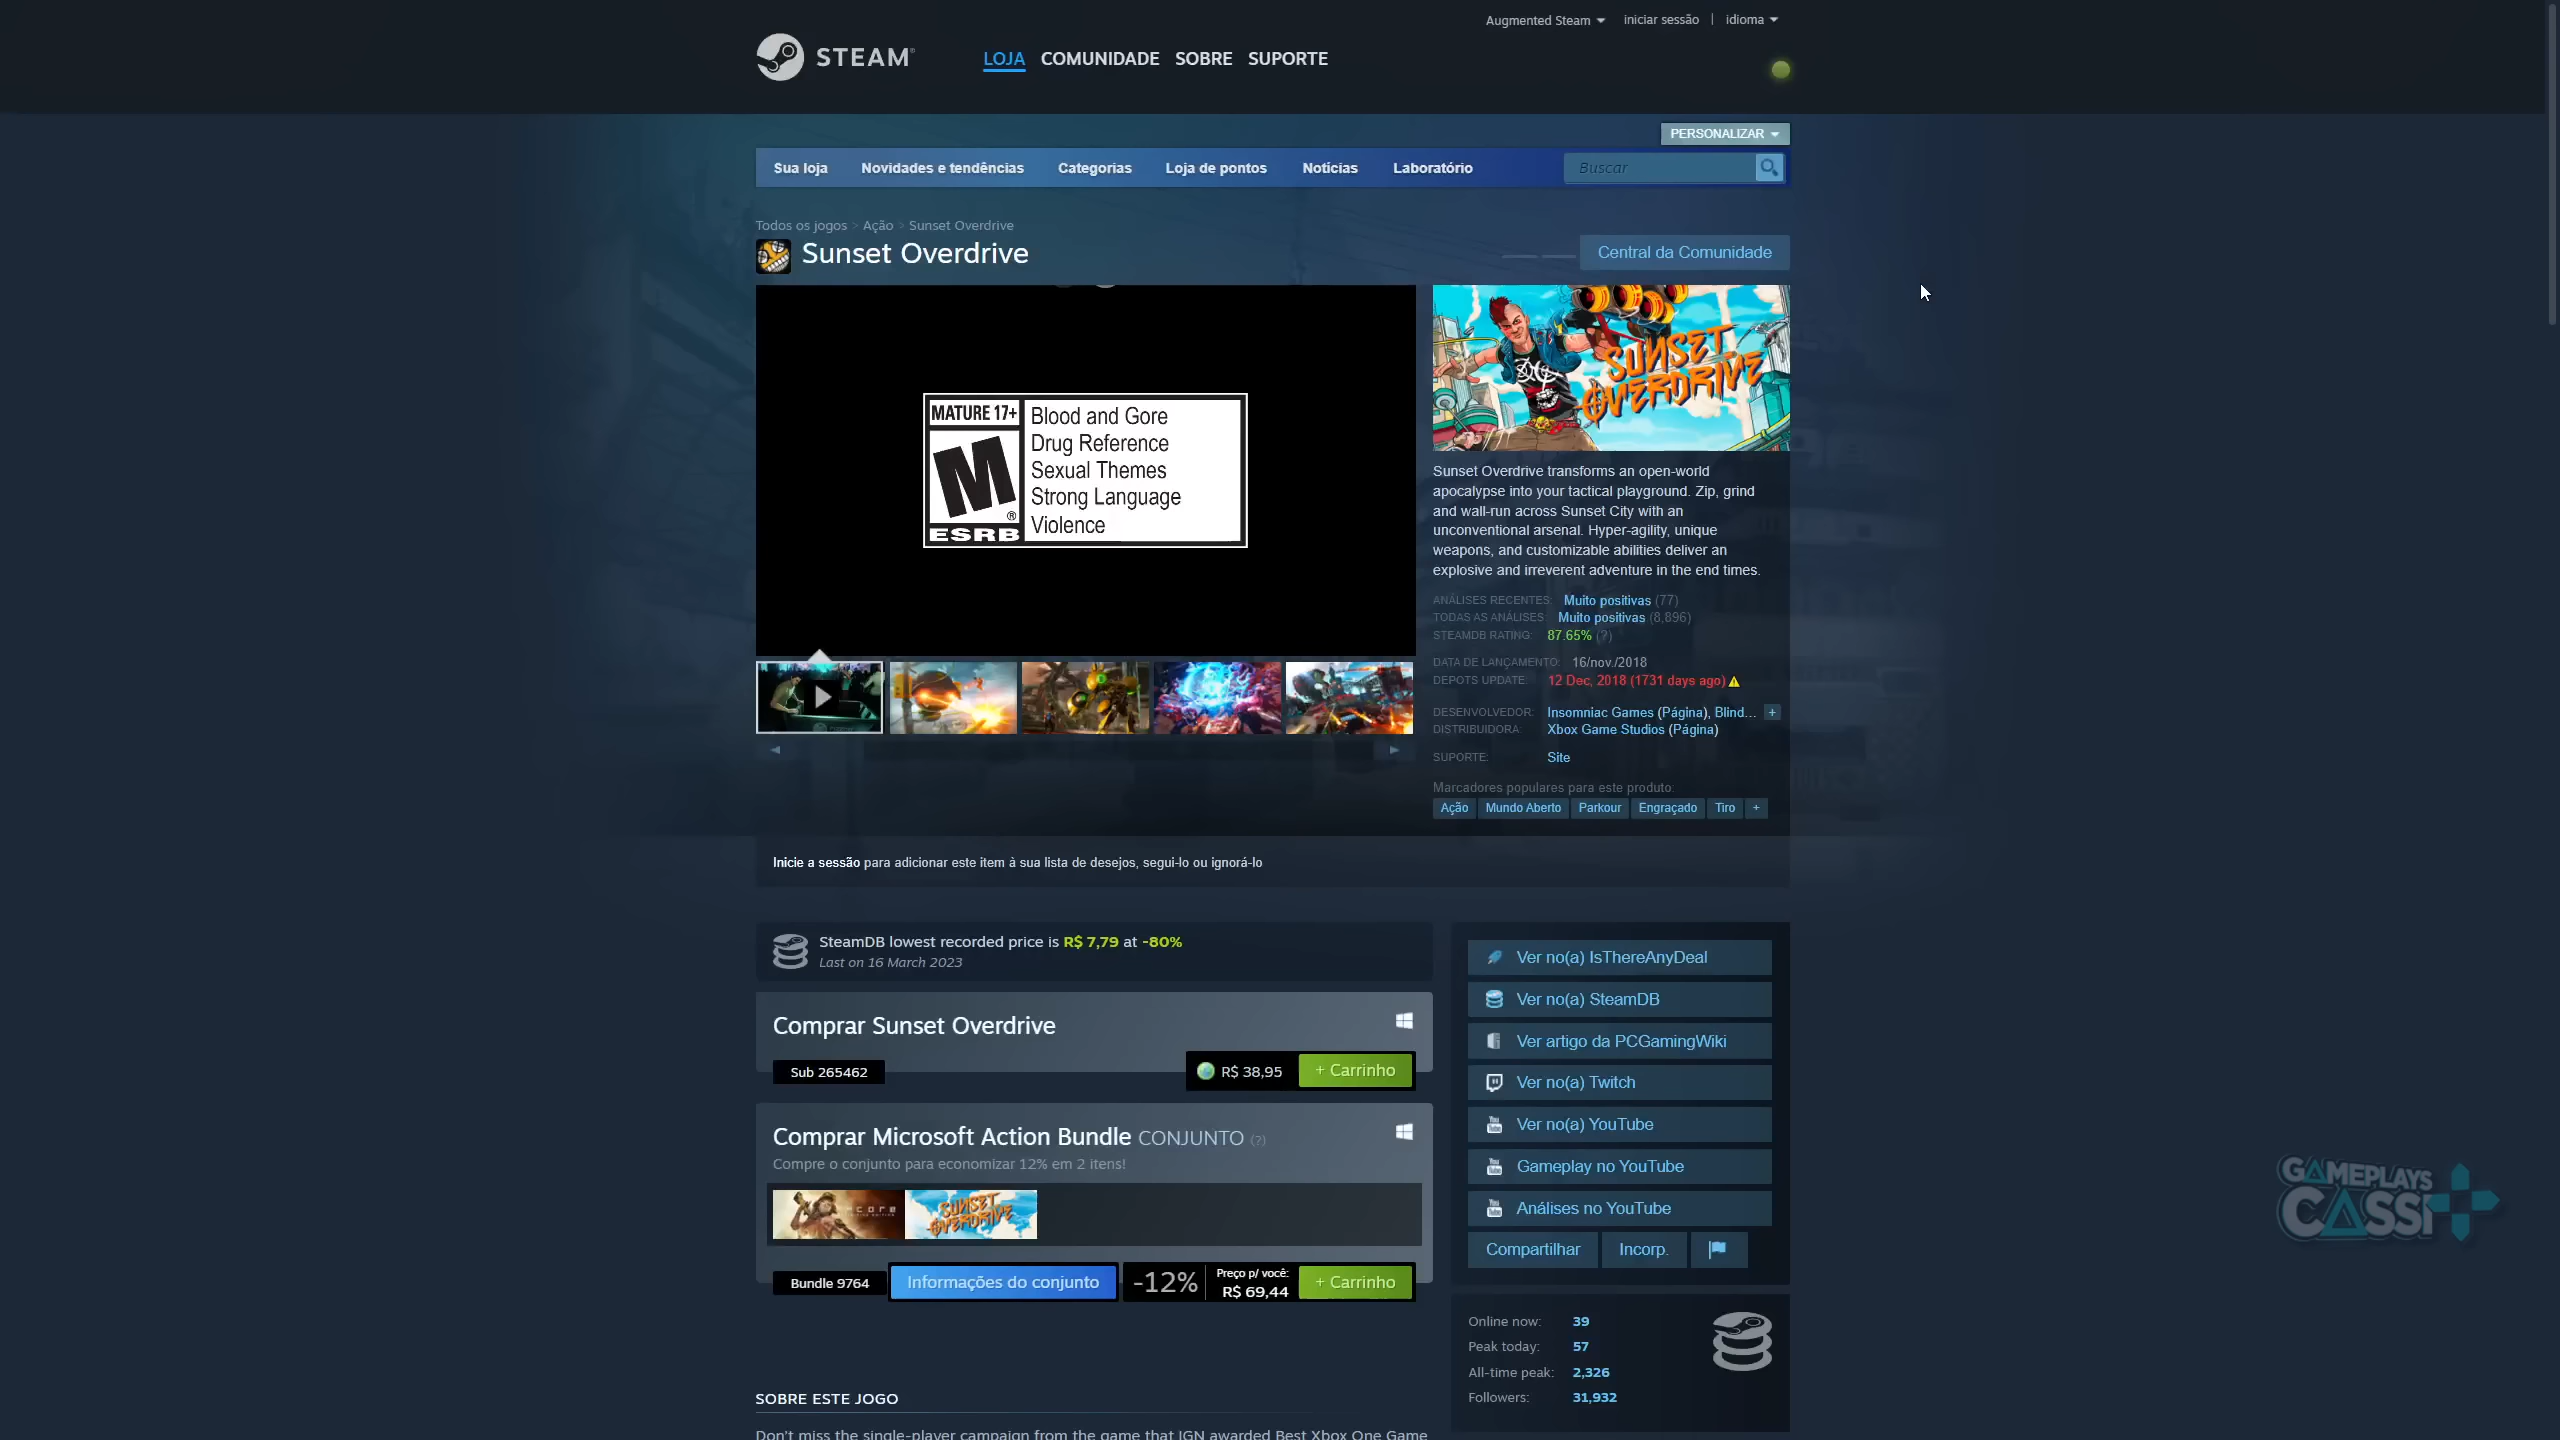 Augmented Steam
iniciar sessão | idioma
STEAM®
LOJA COMUNIDADE SOBRE SUPORTE
PERSONALIZAR
Sua loja Novidades e tendências Categorias Loja de pontos Notícias Laboratório Buscar
Todos os jogos > Ação > Sunset Overdrive
Sunset Overdrive
Central da Comunidade
MATURE 17+
M
®
ESRB
Blood and Gore
Drug Reference
Sexual Themes
Strong Language
Violence
SUNSET
OVERDRIVE
Sunset Overdrive transforms an open-world
apocalypse into your tactical playground. Zip, grind
and wall-run across Sunset City with an
unconventional arsenal. Hyper-agility, unique
weapons, and customizable abilities deliver an
explosive and irreverent adventure in the end times.
ANÁLISES RECENTES: Muito positivas (77)
TODAS AS ANÁLISES: Muito positivas (8,896)
STEAMDB RATING: 87.65% (?)
DATA DE LANÇAMENTO: 16/nov./2018
DEPOTS UPDATE: 12 Dec, 2018 (1731 days ago)
DESENVOLVEDOR: Insomniac Games (Página), Blind... +
DISTRIBUIDORA: Xbox Game Studios (Página)
SUPORTE: Site
Marcadores populares para este produto:
Ação Mundo Aberto Parkour Engraçado Tiro +
Inicie a sessão para adicionar este item à sua lista de desejos, segui-lo ou ignorá-lo
SteamDB lowest recorded price is R$ 7,79 at -80%
Last on 16 March 2023
Comprar Sunset Overdrive
Sub 265462
R$ 38,95 + Carrinho
Comprar Microsoft Action Bundle CONJUNTO (?)
Compre o conjunto para economizar 12% em 2 itens!
SUNSET
OVERDRIVE
Bundle 9764 Informações do conjunto -12% Preço p/ você: R$ 69,44 + Carrinho
Ver no(a) IsThereAnyDeal
Ver no(a) SteamDB
Ver artigo da PCGamingWiki
Ver no(a) Twitch
Ver no(a) YouTube
Gameplay no YouTube
Análises no YouTube
Compartilhar Incorp.
Online now: 39
Peak today: 57
All-time peak: 2,326
Followers: 31,932
GAMEPLAYS
CASSI
SOBRE ESTE JOGO
Don't miss the single-player campaign from the game that IGN awarded Best Xbox One Game